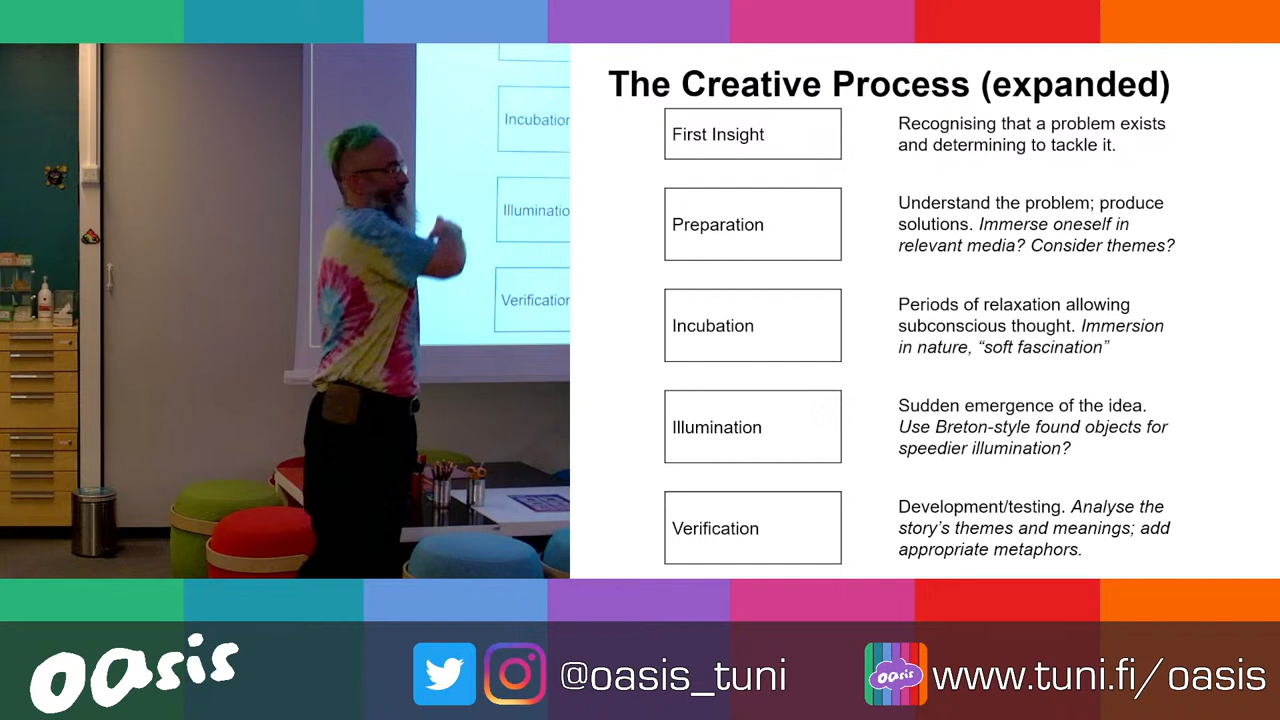 Incubation
Illuminatio
Verification
The Creative Process (expanded)
First Insight
Recognising that a problem exists
and determining to tackle it.
Preparation
Understand the problem; produce
solutions. Immerse oneself in
relevant media? Consider themes?
Incubation
Periods of relaxation allowing
subconscious thought. Immersion
in nature, “soft fascination”
Illumination
Sudden emergence of the idea.
Use Breton-style found objects for
speedier illumination?
Verification
Development/testing. Analyse the
story's themes and meanings; add
appropriate metaphors.
oasis
@oasis_tuni
oasis
www.tuni.fi/oasis